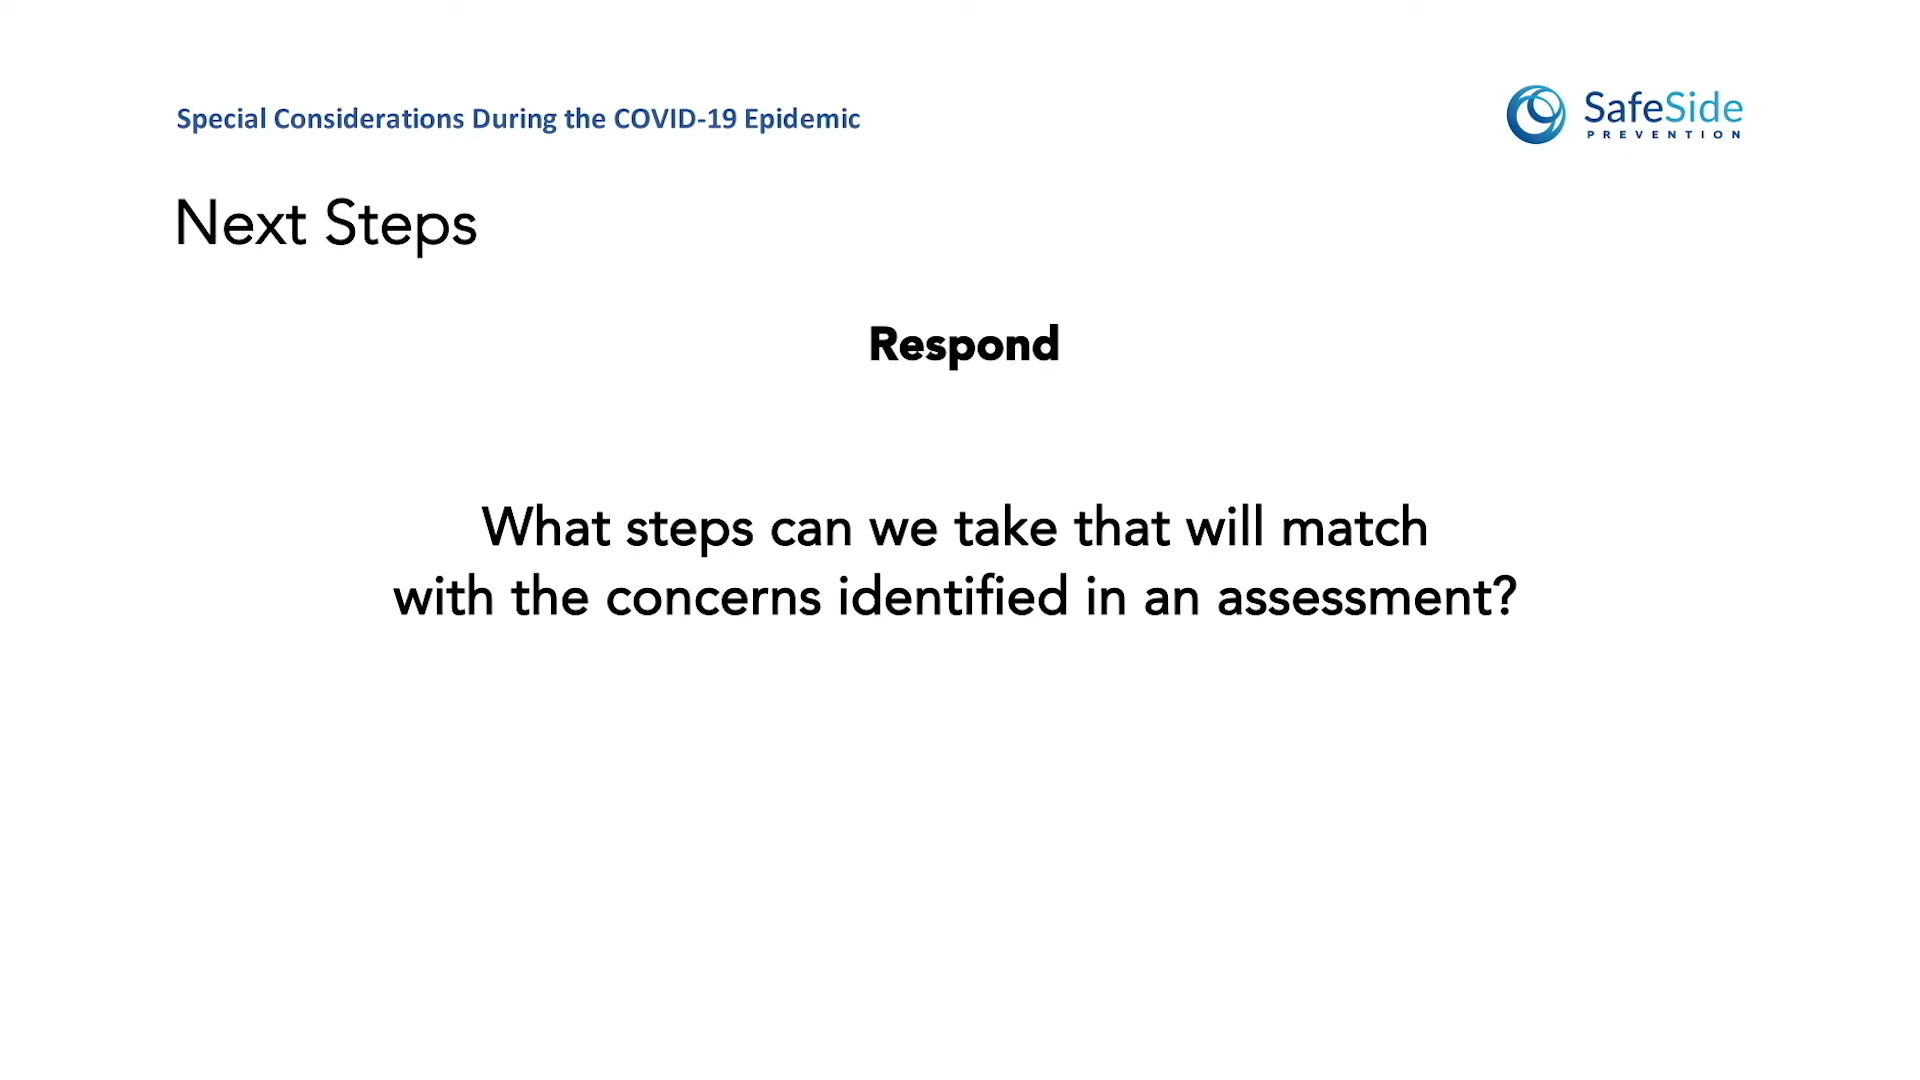 Special Considerations During the COVID-19 Epidemic
SafeSide
PREVENTION
Next Steps
Respond
What steps can we take that will match
with the concerns identified in an assessment?